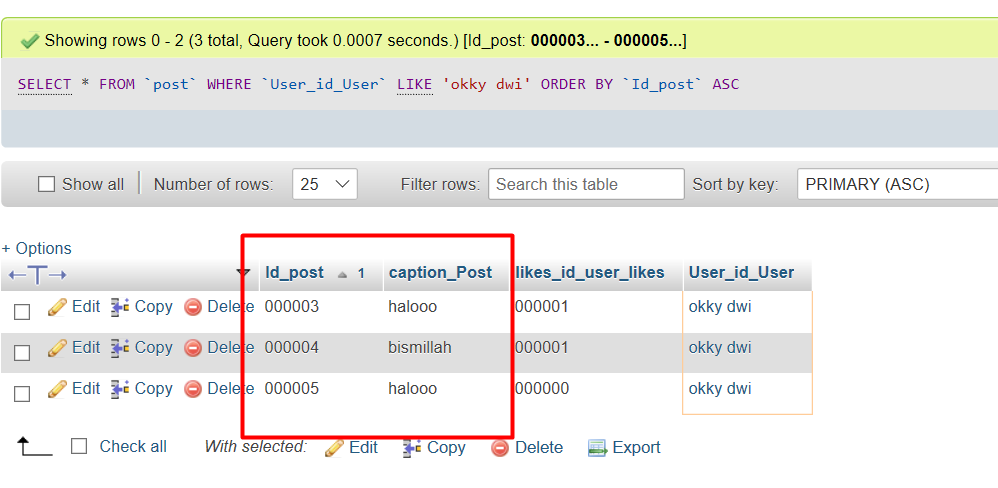 Showing rows 0 - 2 (3 total, Query took 0.0007 seconds.) [Id_post: 000003... - 000005...]
SELECT * FROM `post` WHERE `User_id_User` LIKE 'okky dwi' ORDER BY `Id_post` ASC
Show all Number of rows: 25 Filter rows: Search this table Sort by key: PRIMARY (ASC)
+ Options
←T→ Id_post 1 caption_Post likes_id_user_likes User_id_User
Edit Copy Delete 000003 halooo 000001 okky dwi
Edit Copy Delete 000004 bismillah 000001 okky dwi
Edit Copy Delete 000005 halooo 000000 okky dwi
Check all With selected: Edit Copy Delete Export